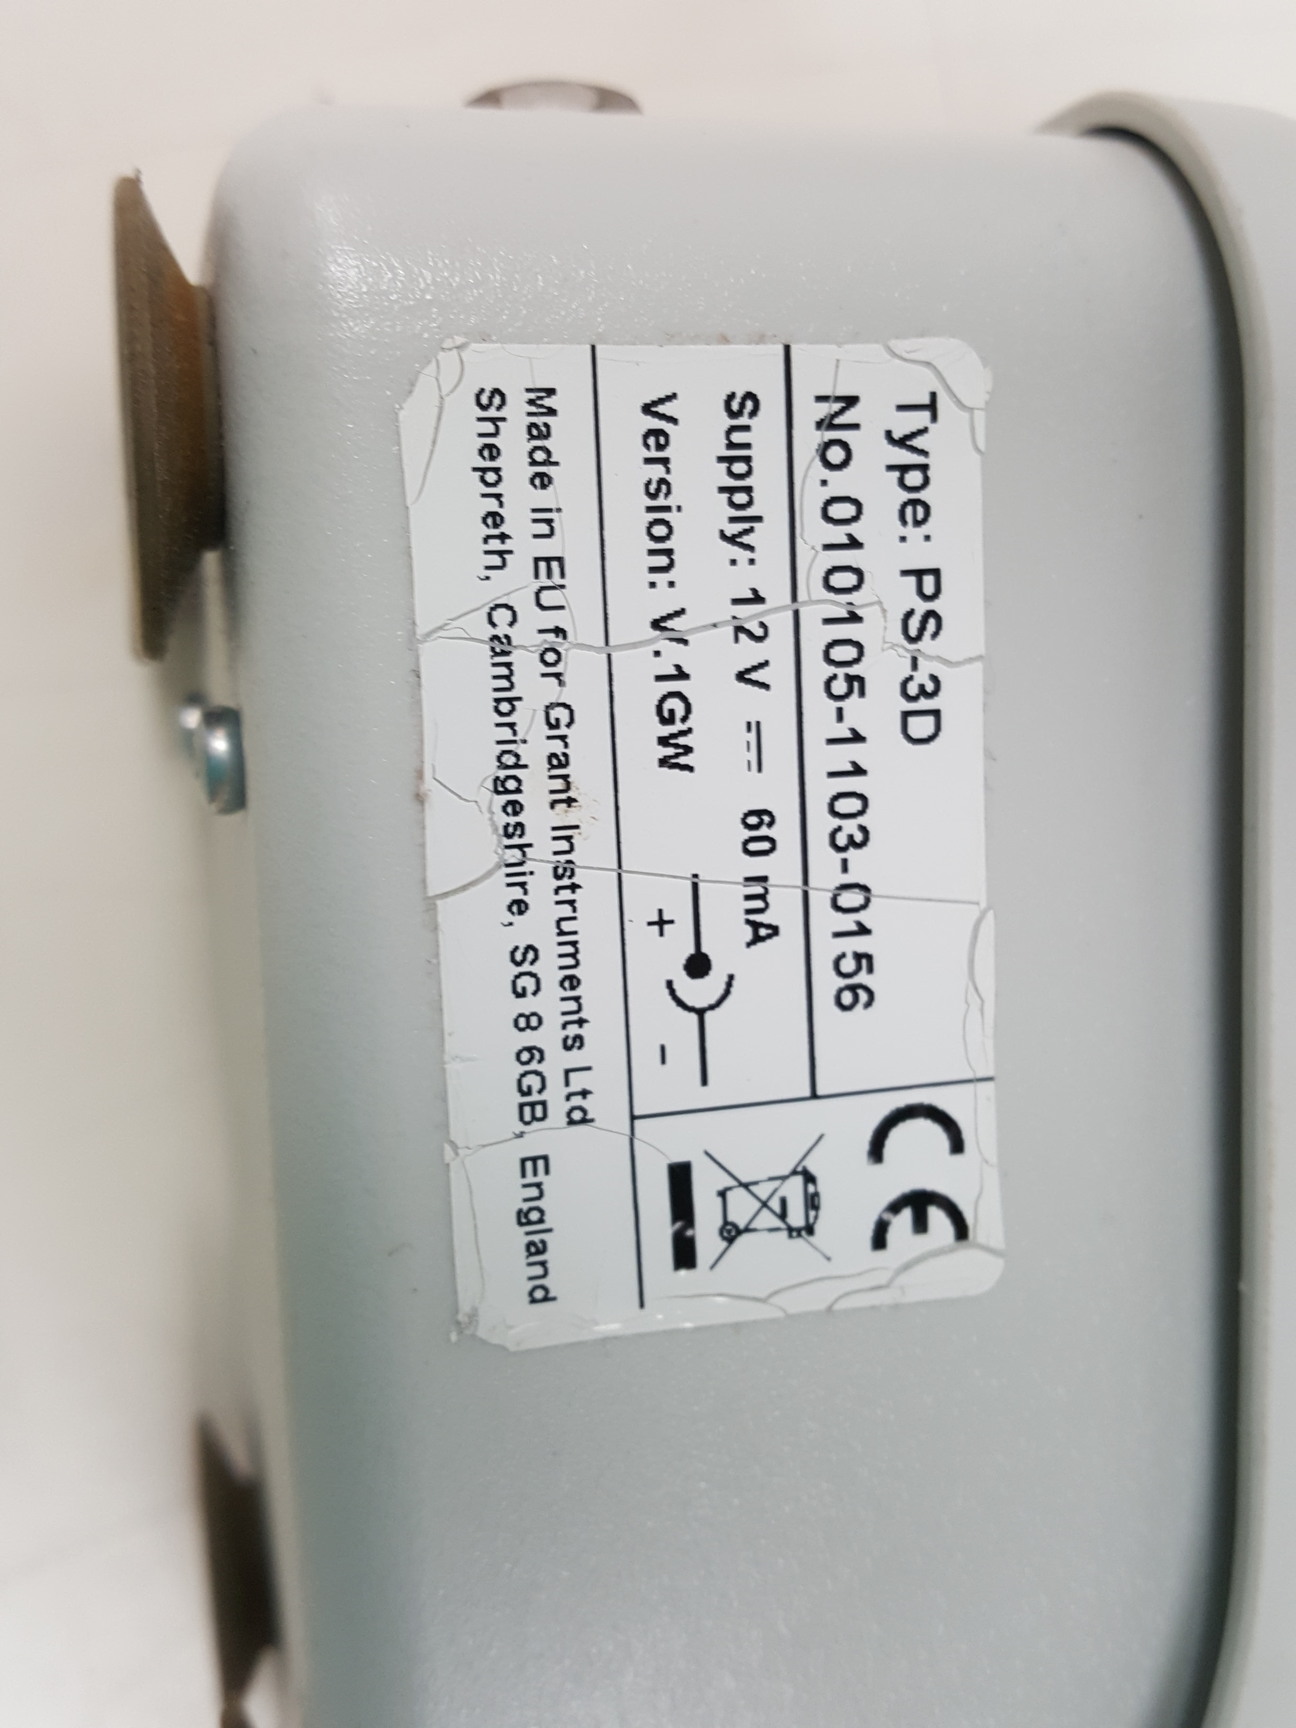 Type: PS-3D
No.010105-1103-0156
CE
Supply: 12 V ⎓ 60 mA
Version: V.1GW
+ -
Made in EU for Grant Instruments Ltd
Shepreth, Cambridgeshire, SG 8 6GB, England